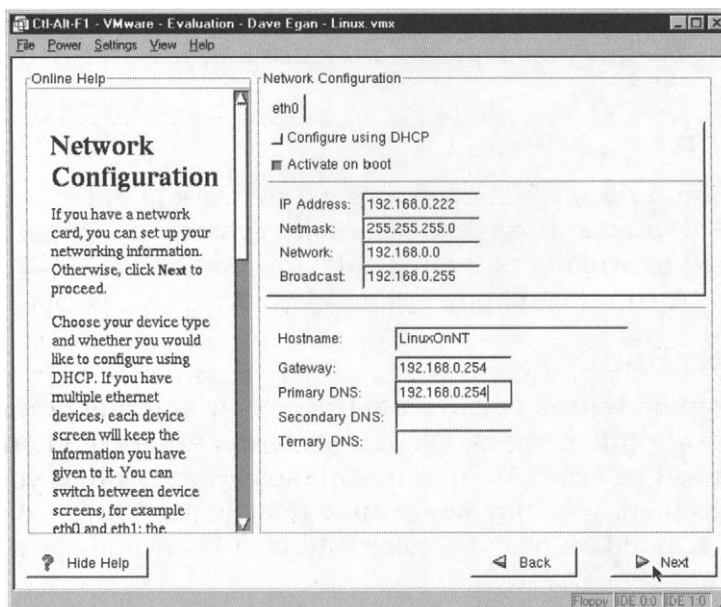 Ctl-Alt-F1 - VMware - Evaluation - Dave Egan - Linux.vmx
File Power Settings View Help
Online Help
Network
Configuration
If you have a network
card, you can set up your
networking information.
Otherwise, click Next to
proceed.
Choose your device type
and whether you would
like to configure using
DHCP. If you have
multiple ethernet
devices, each device
screen will keep the
information you have
given to it. You can
switch between device
screens, for example
eth0 and eth1; the
Network Configuration
eth0
Configure using DHCP
Activate on boot
IP Address: 192.168.0.222
Netmask: 255.255.255.0
Network: 192.168.0.0
Broadcast: 192.168.0.255
Hostname: LinuxOnNT
Gateway: 192.168.0.254
Primary DNS: 192.168.0.254
Secondary DNS:
Ternary DNS:
? Hide Help
Back
Next
Floppy IDE 0:0 IDE 1:0